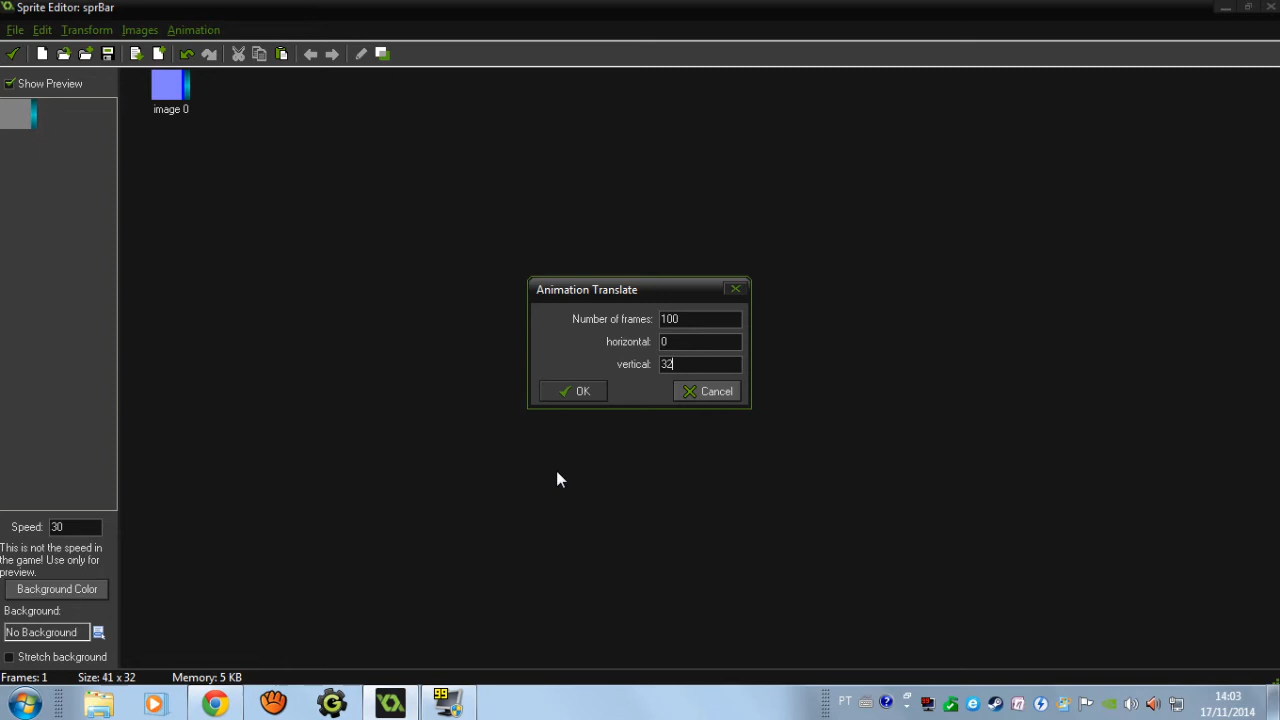 Sprite Editor: sprBar
File Edit Transform Images Animation
Show Preview
image 0
Animation Translate
Number of frames: 100
horizontal: 0
vertical: 32
OK Cancel
Speed: 30
This is not the speed in
the game! Use only for
preview.
Background Color
Background:
No Background
Stretch background
Frames: 1 Size: 41 x 32 Memory: 5 KB
99
PT
14:03
17/11/2014